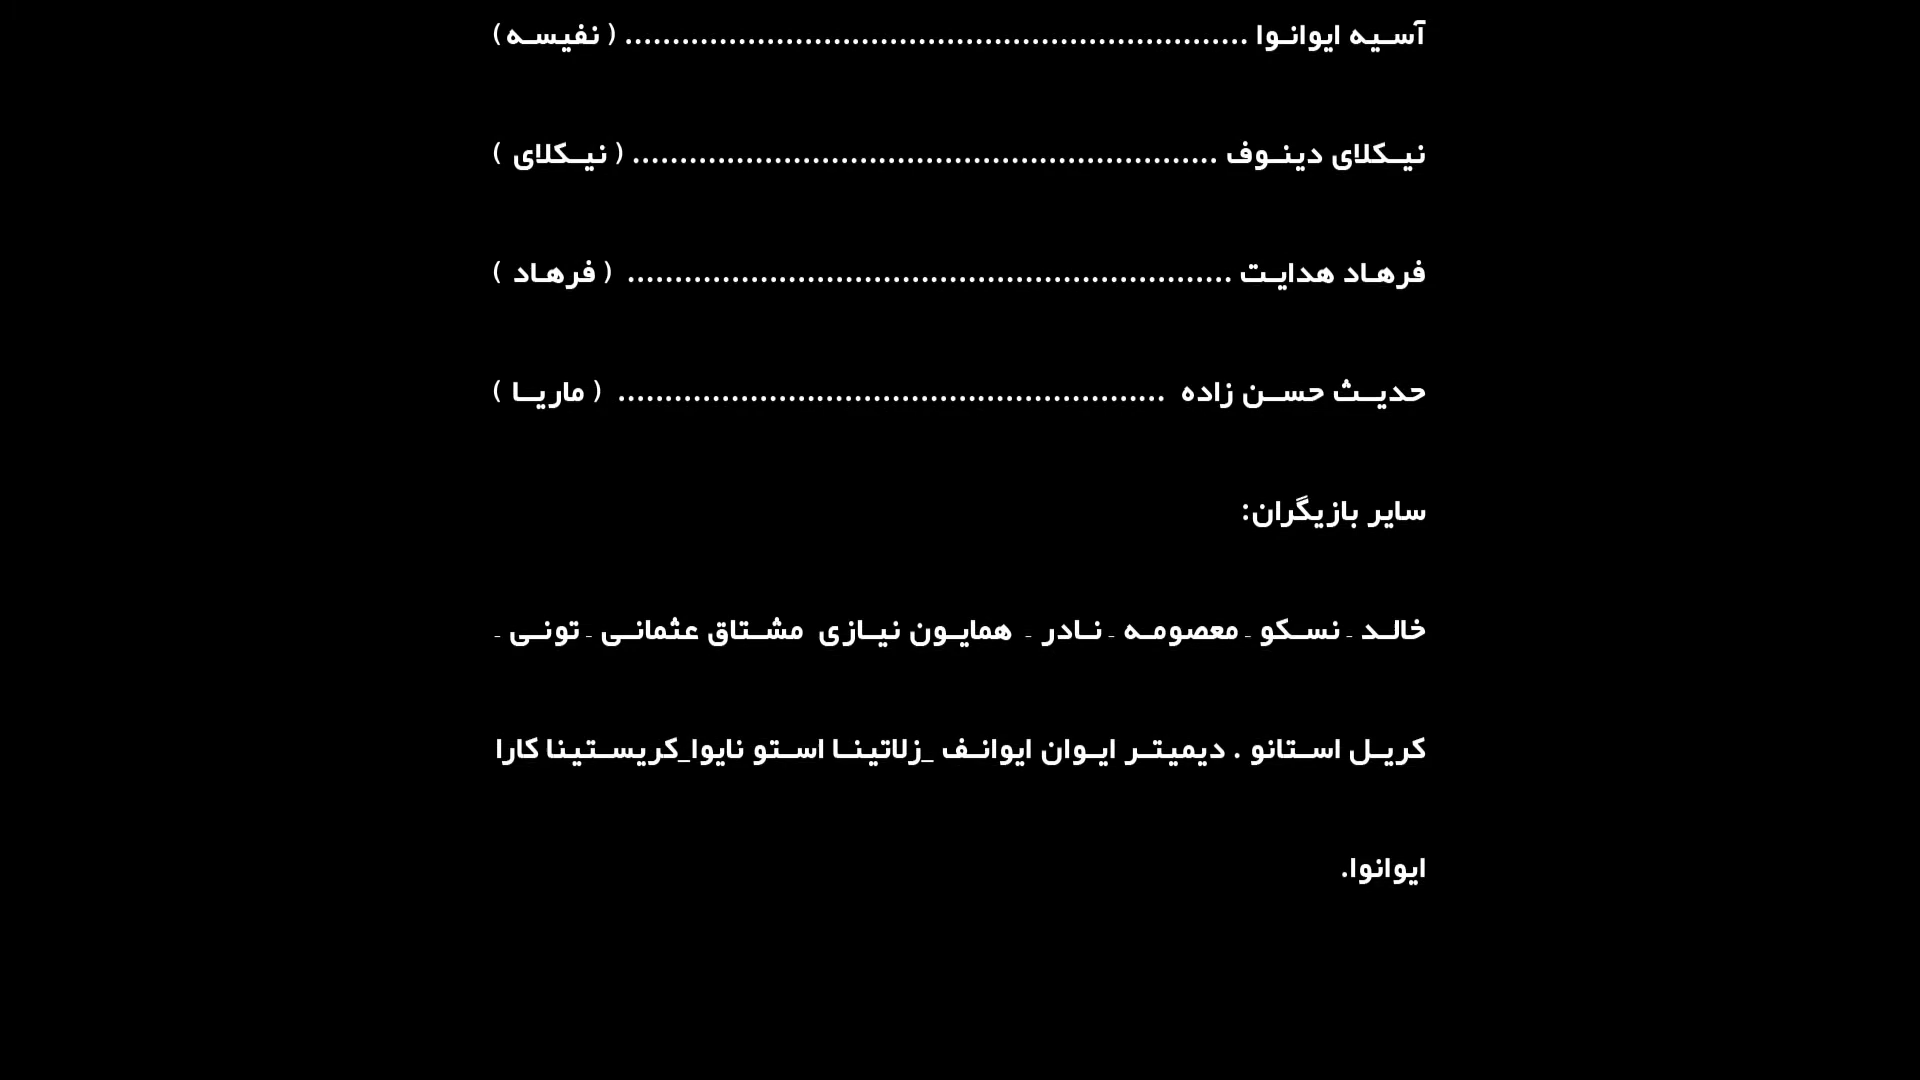 آسیه ایوانوا .................................................................. ( نفیسه)
نیکلای دینوف .............................................................. ( نیکلای )
فرهاد هدایت ................................................................ ( فرهاد )
حدیث حسن زاده .......................................................... ( ماریا )
سایر بازیگران:
خالد - نسکو - معصومه - نادر - همایون نیازی مشتاق عثمانی - تونی -
کریل استانو . دیمیتر ایوان ایوانف _زلاتینا استو نایوا_کریستینا کارا
ایوانوا.